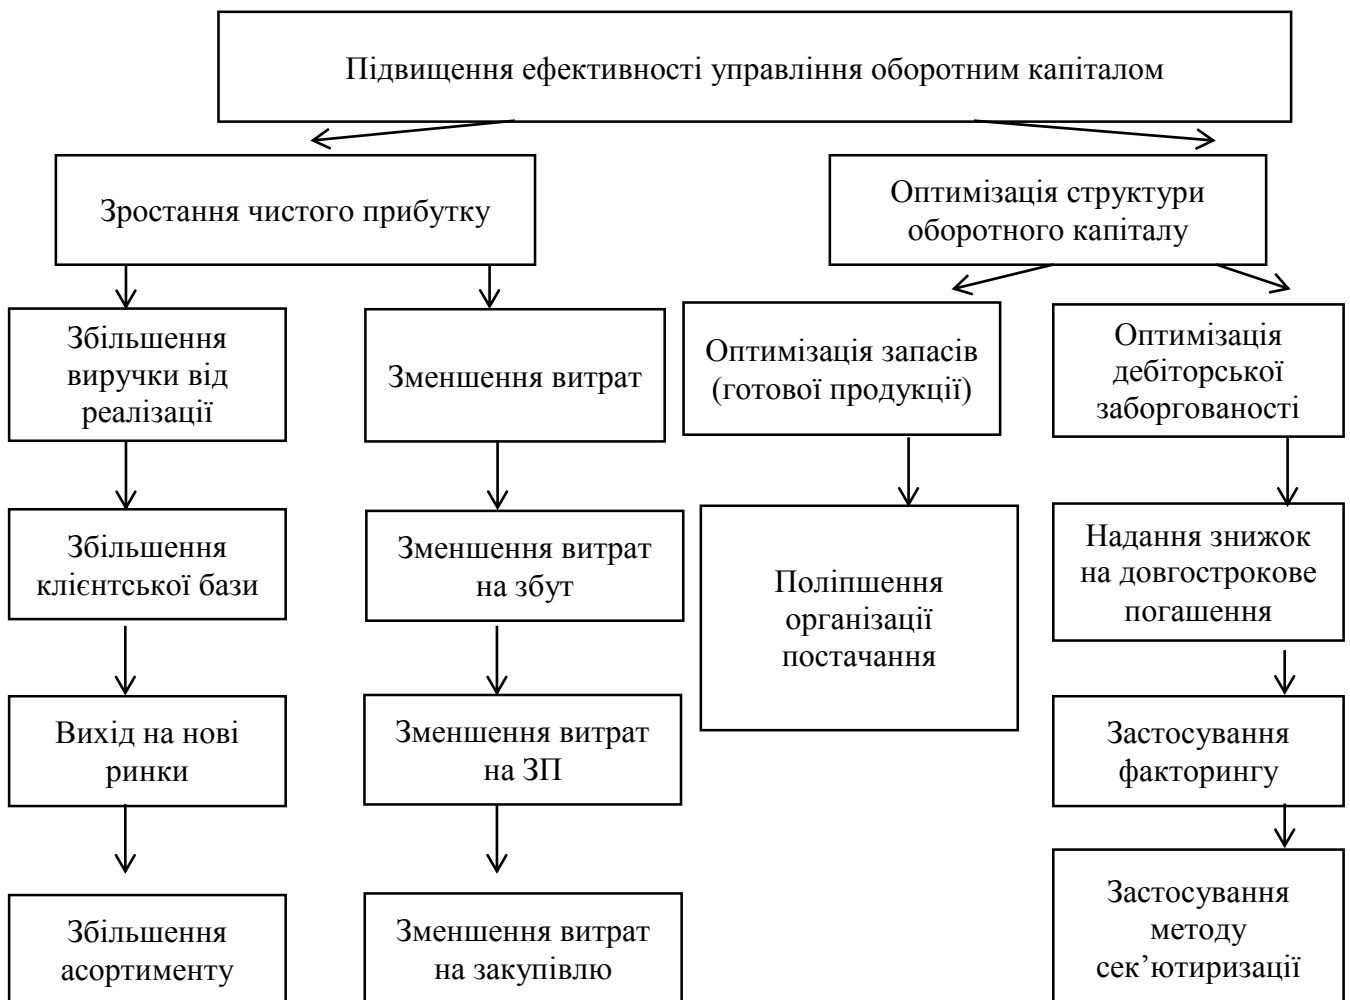 Підвищення ефективності управління оборотним капіталом
Зростання чистого прибутку
Оптимізація структури
оборотного капіталу
Збільшення
виручки від
реалізації
Зменшення витрат
Оптимізація запасів
(готової продукції)
Оптимізація
дебіторської
заборгованості
Збільшення
клієнтської бази
Зменшення витрат
на збут
Поліпшення
організації
постачання
Надання знижок
на довгострокове
погашення
Вихід на нові
ринки
Зменшення витрат
на ЗП
Застосування
факторингу
Збільшення
асортименту
Зменшення витрат
на закупівлю
Застосування
методу
сек’ютиризації